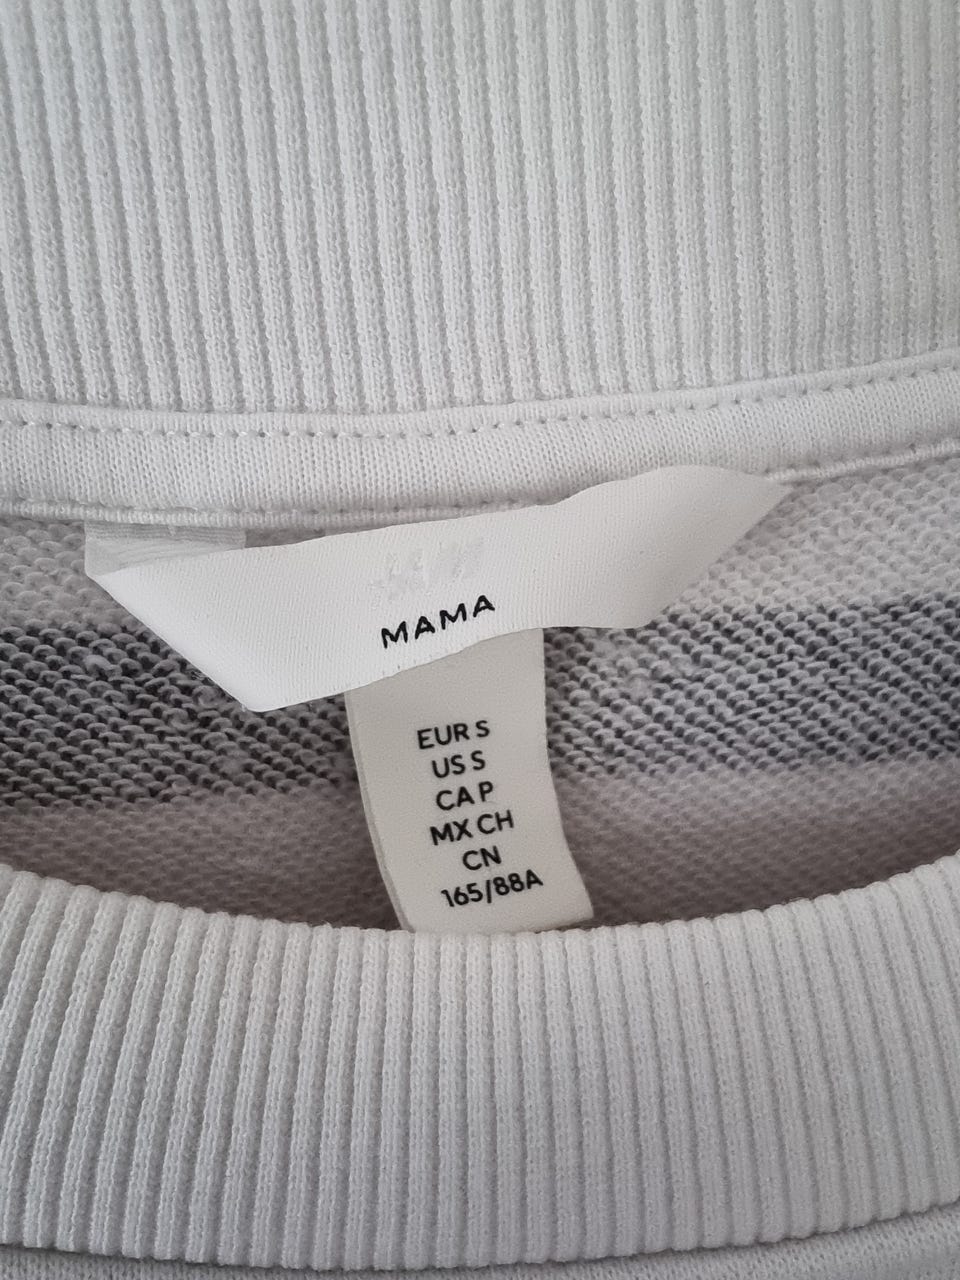 H&M
MAMA
EUR S
US S
CA P
MX CH
CN
165/88A